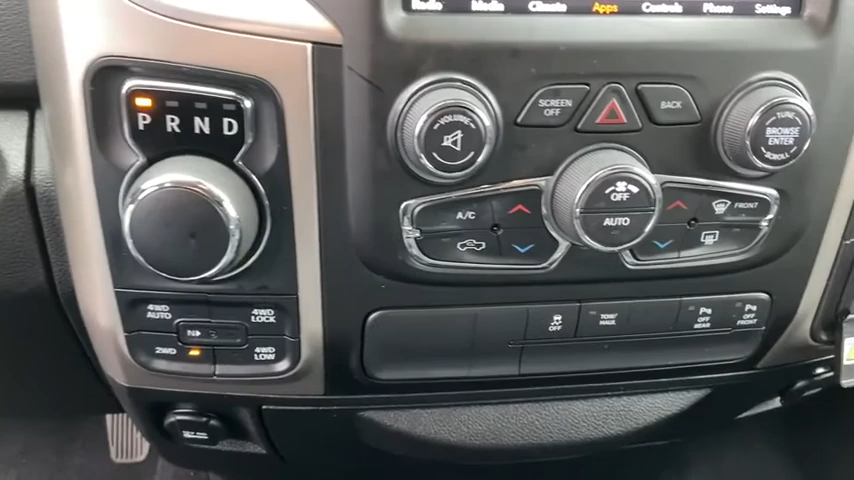 Radio Media Climate Apps Controls Phone Settings
P R N D
VOLUME
SCREEN
OFF
BACK
TUNE
BROWSE
ENTER
SCROLL
A/C
OFF
AUTO
FRONT
4WD
AUTO
4WD
LOCK
N
2WD
4WD
LOW
OFF
TOW/
HAUL
P
OFF
REAR
P
OFF
FRONT